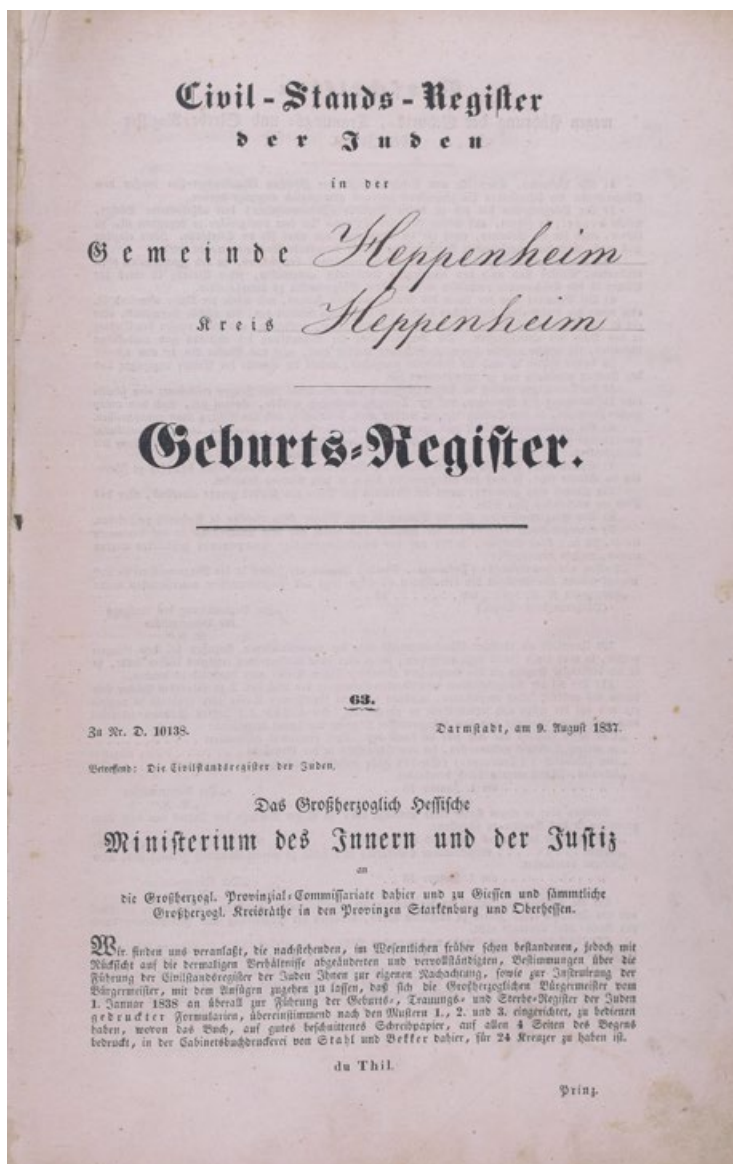 Civil-Stands-Register
der Juden
in der
Gemeinde Heppenheim
Kreis Heppenheim
Geburts-Register.
63.
Zu Nr. D. 10138. Darmstadt, am 9. August 1837.
Betreffend: Die Civilstandsregister der Juden.
Das Großherzoglich Hessische
Ministerium des Innern und der Justiz
an
die Großherzogl. Provinzial-Commissariate dahier und zu Giessen und sämmtliche
Großherzogl. Kreisräthe in den Provinzen Starkenburg und Oberhessen.
Wir finden uns veranlaßt, die nachstehenden, im Wesentlichen früher schon bestandenen, jedoch mit
Rücksicht auf die dermaligen Verhältnisse abgeänderten und vervollständigten, Bestimmungen über die
Führung der Civilstandsregister der Juden Ihnen zur eigenen Nachachtung, sowie zur Instruirung der
Bürgermeister, mit dem Anfügen zugehen zu lassen, daß sich die Großherzoglichen Bürgermeister vom
1. Januar 1838 an überall zur Führung der Geburts-, Trauungs- und Sterbe-Register der Juden
gedruckter Formularien, übereinstimmend nach den Mustern 1., 2. und 3. eingerichtet, zu bedienen
haben, wovon das Buch, auf gutes beschnittenes Schreibpapier, auf allen 4 Seiten des Bogens
bedruckt, in der Cabinetsbuchdruckerei von Stahl und Bekker dahier, für 24 Kreuzer zu haben ist.
du Thil.
Prinz.